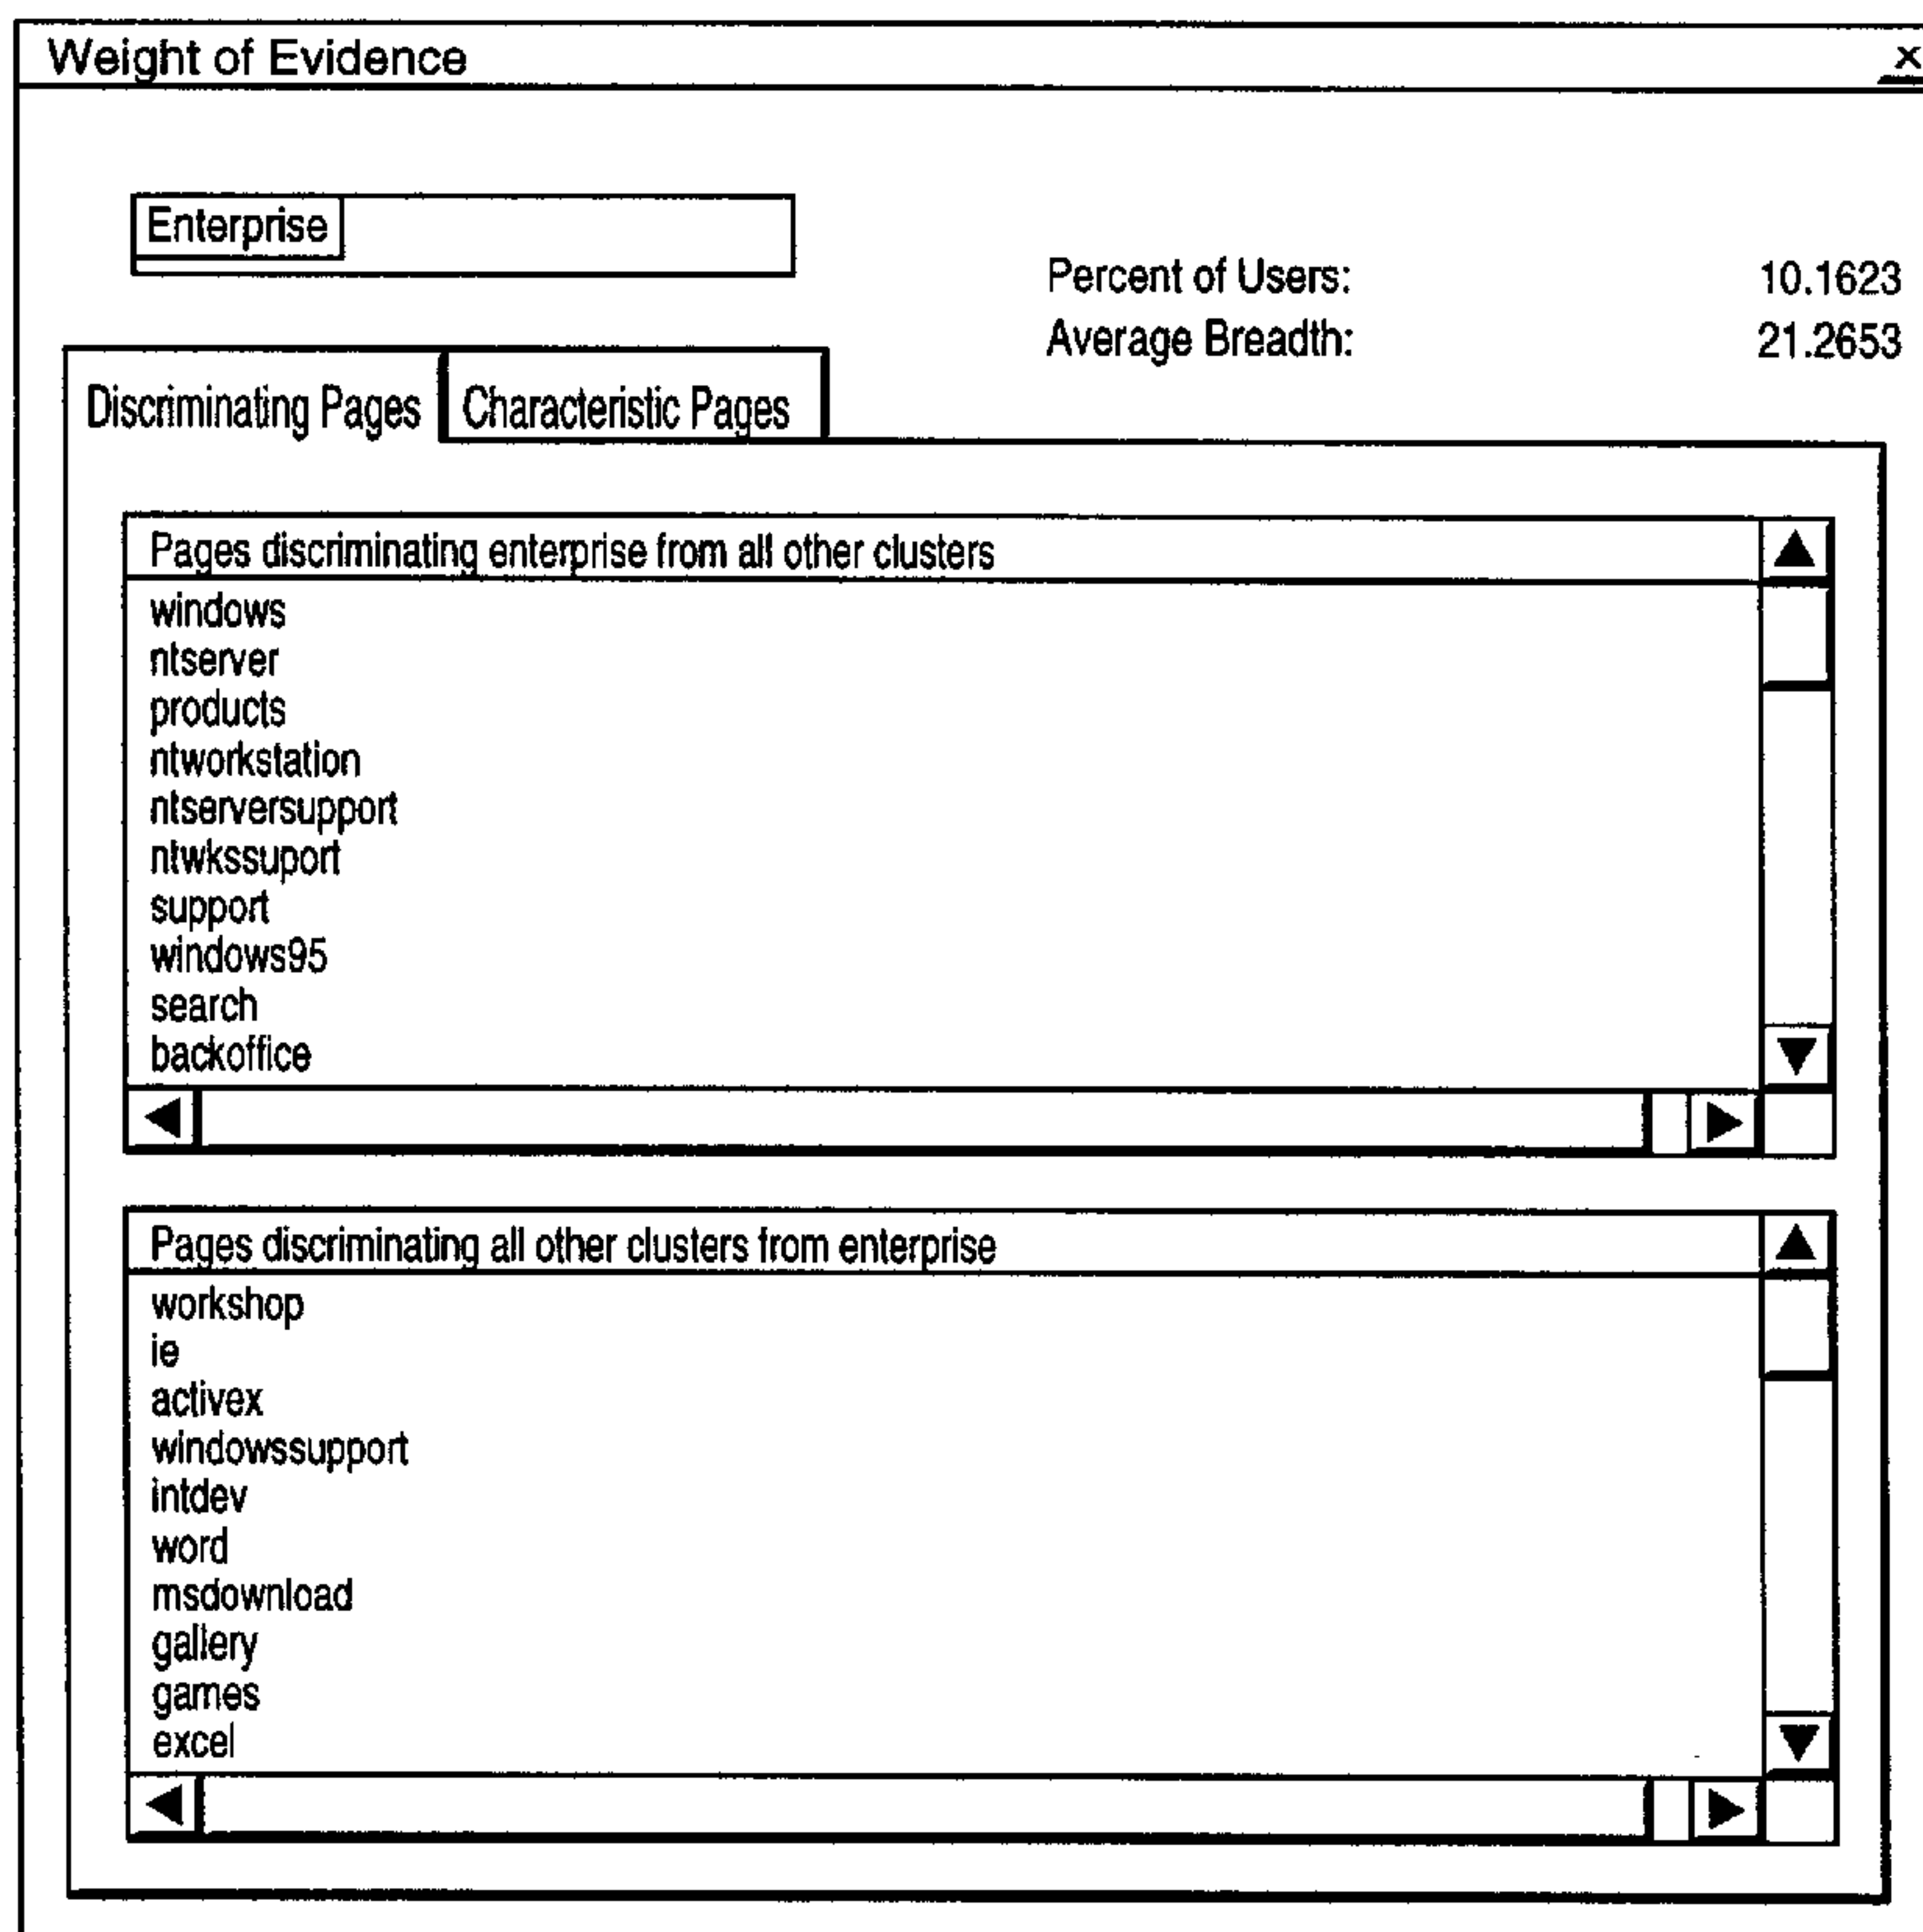 Weight of Evidence x
Enterprise
Percent of Users: 10.1623
Average Breadth: 21.2653
Discriminating Pages Characteristic Pages
Pages discriminating enterprise from all other clusters
windows
ntserver
products
ntworkstation
ntserversupport
ntwkssuport
support
windows95
search
backoffice
Pages discriminating all other clusters from enterprise
workshop
ie
activex
windowssupport
intdev
word
msdownload
gallery
games
excel